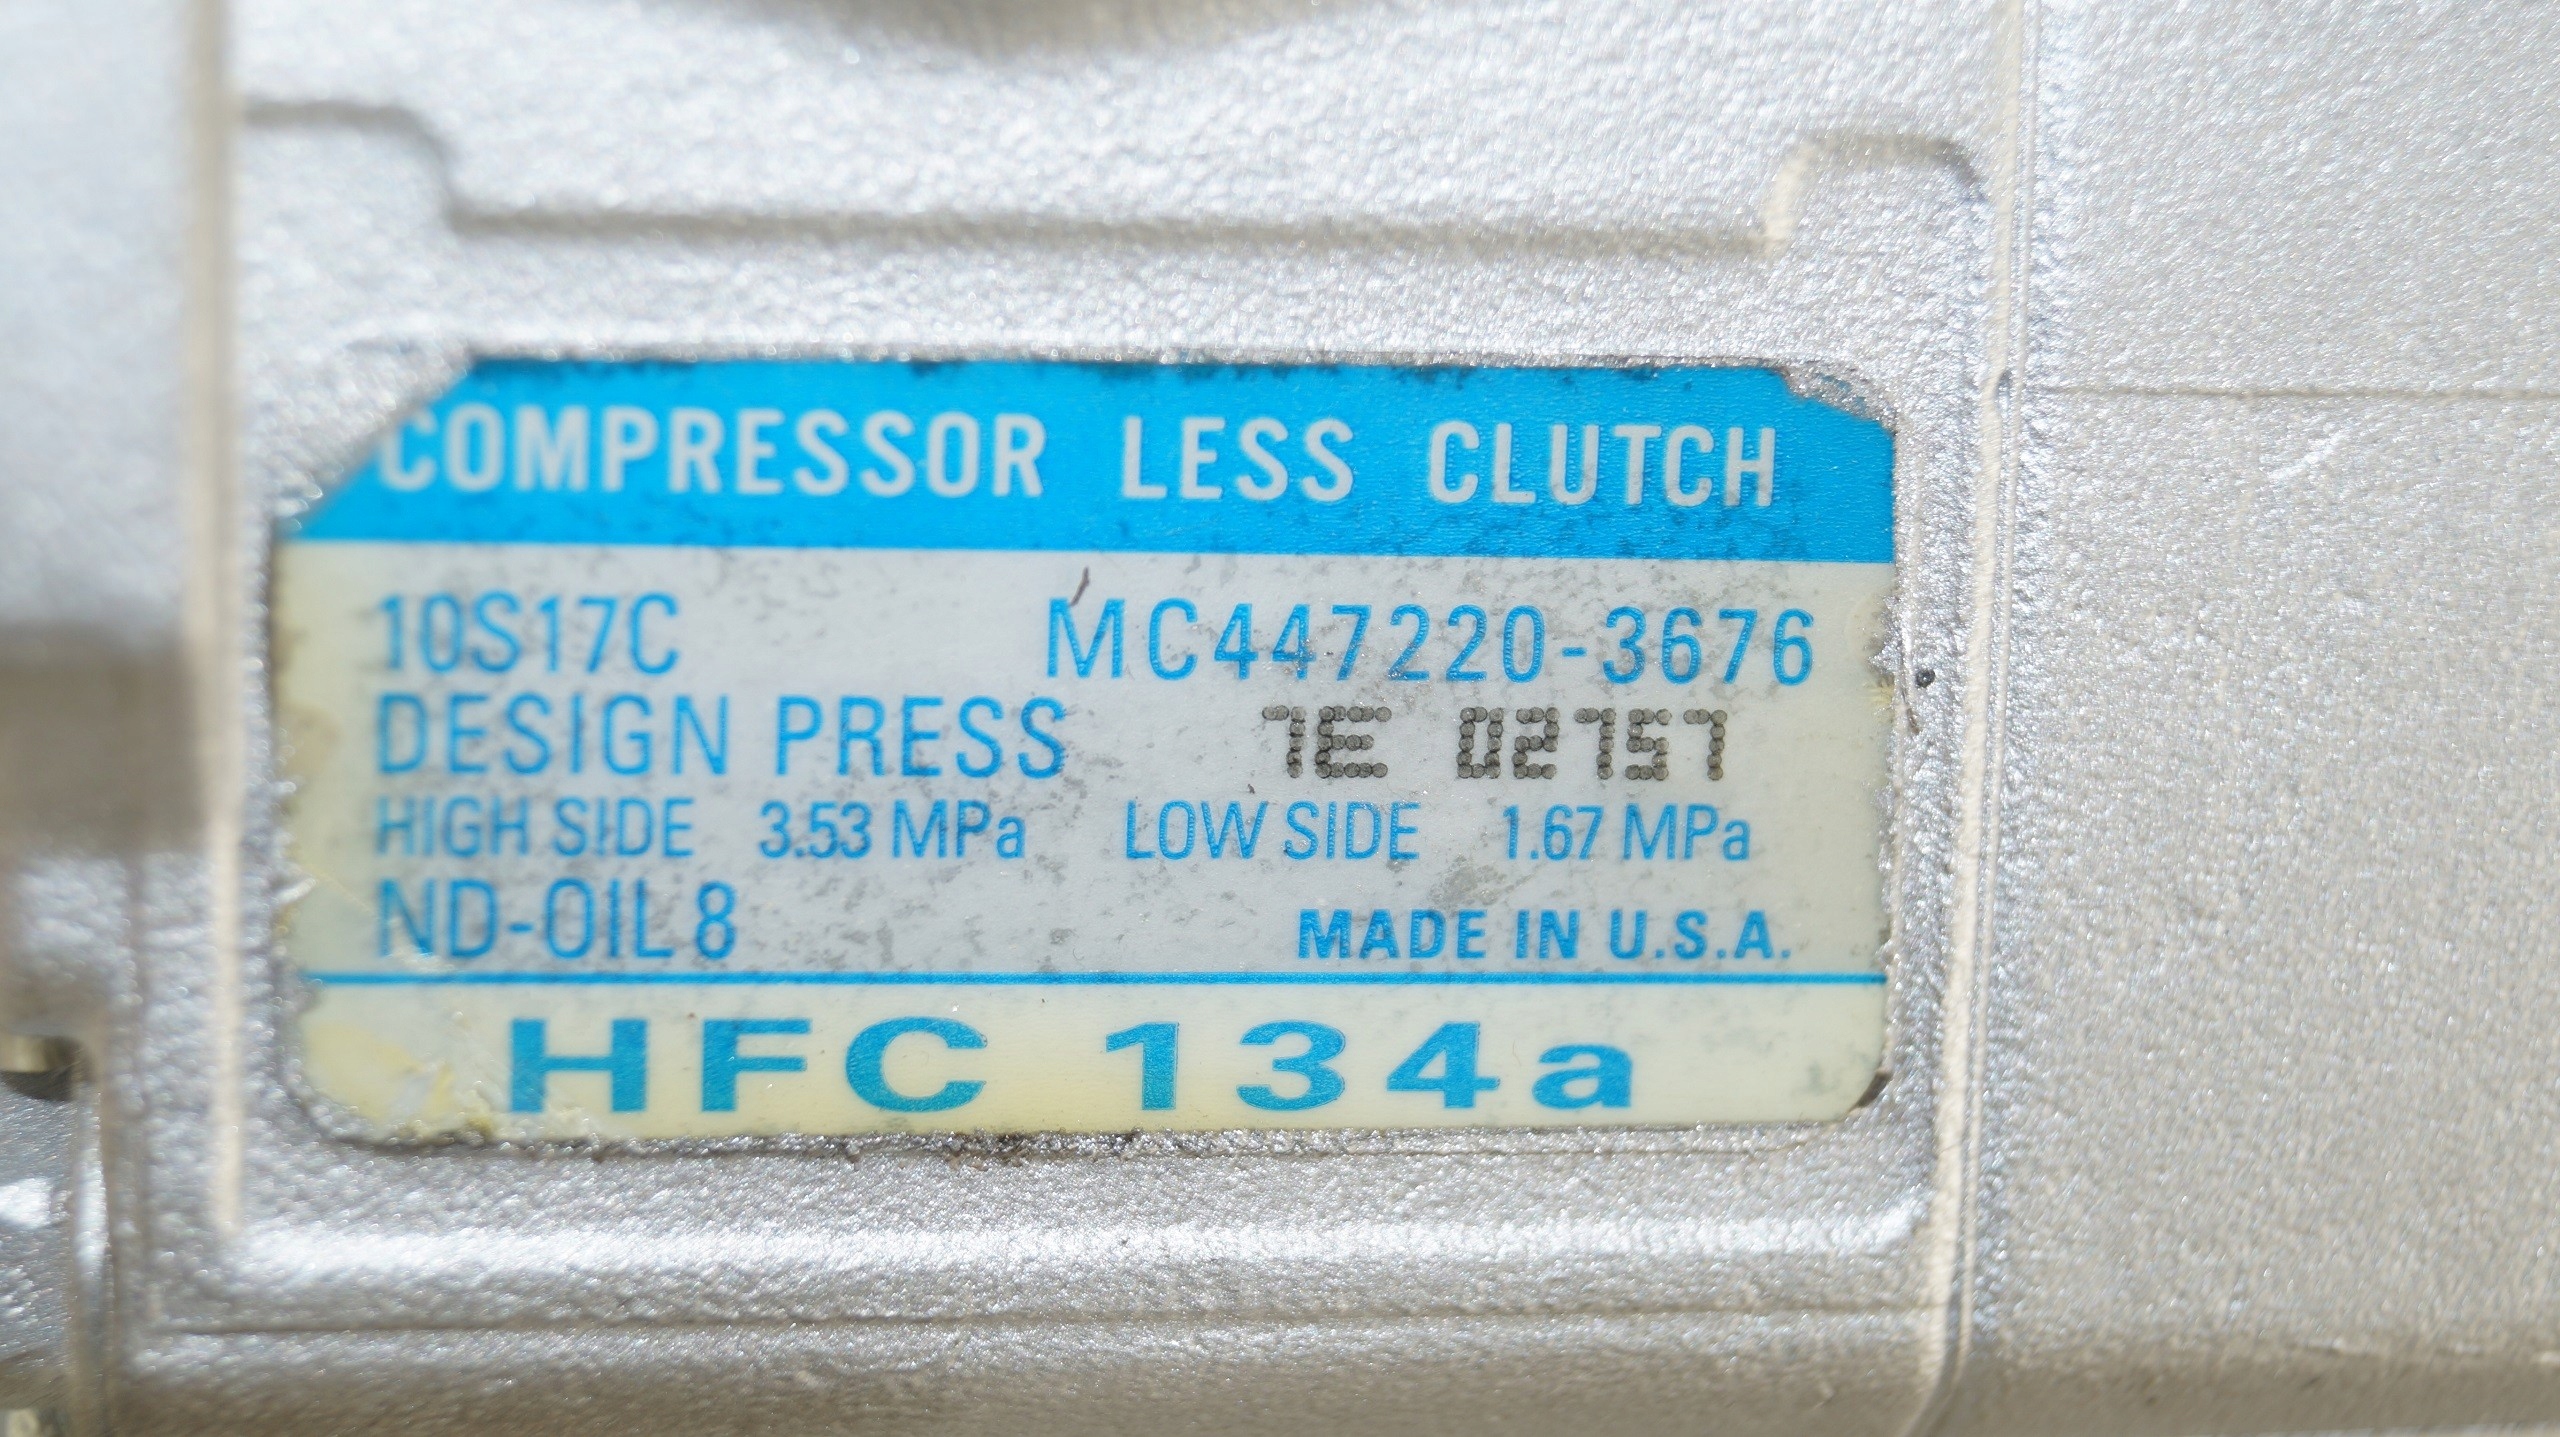 COMPRESSOR LESS CLUTCH
10S17C MC447220-3676
DESIGN PRESS 7E 02757
HIGH SIDE 3.53 MPa LOW SIDE 1.67 MPa
ND-OIL 8 MADE IN U.S.A.
HFC 134a